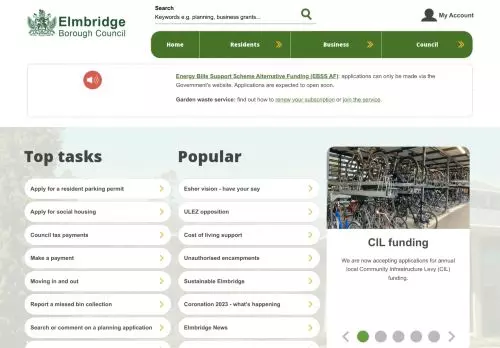 Elmbridge
Borough Council
Search
Keywords e.g. planning, business grants...
My Account
Home
Residents
Business
Council
Energy Bills Support Scheme Alternative Funding (EBSS AF): applications can only be made via the
Government's website. Applications are expected to open soon.
Garden waste service: find out how to renew your subscription or join the service.
Top tasks
Apply for a resident parking permit
Apply for social housing
Council tax payments
Make a payment
Moving in and out
Report a missed bin collection
Search or comment on a planning application
Popular
Esher vision - have your say
ULEZ opposition
Cost of living support
Unauthorised encampments
Sustainable Elmbridge
Coronation 2023 - what's happening
Elmbridge News
CIL funding
We are now accepting applications for annual
local Community Infrastructure Levy (CIL)
funding.